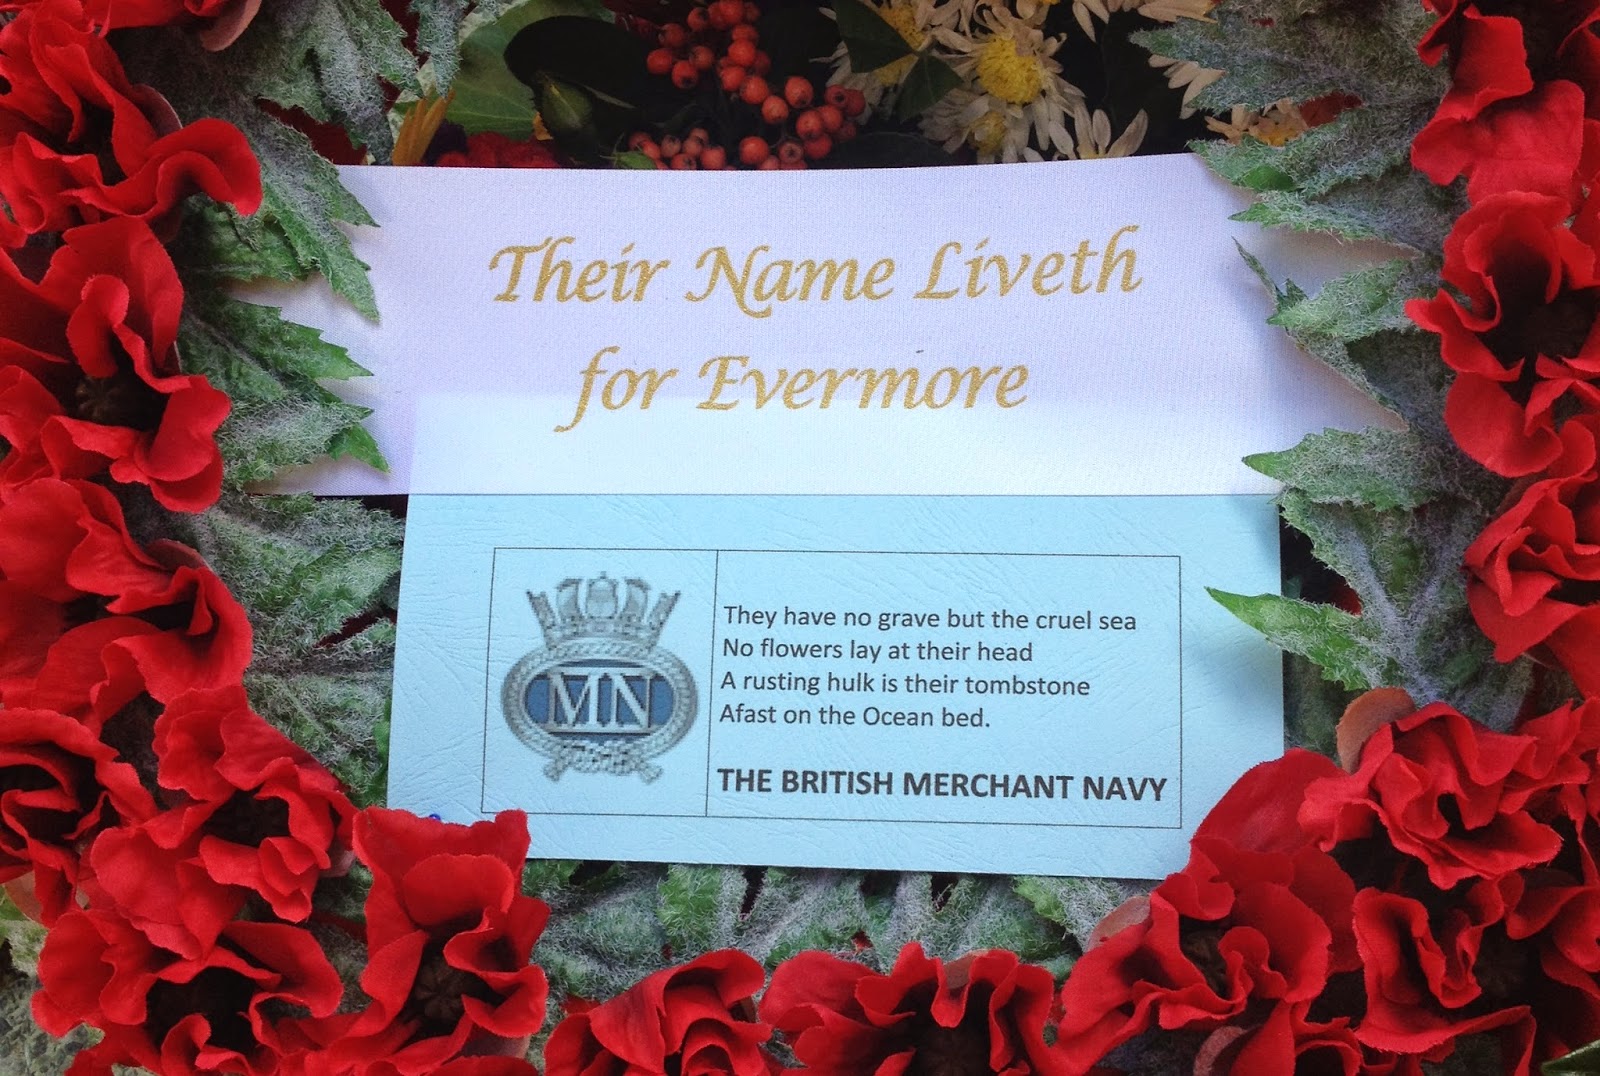 Their Name Liveth
for Evermore
MN
They have no grave but the cruel sea
No flowers lay at their head
A rusting hulk is their tombstone
Afast on the Ocean bed.
THE BRITISH MERCHANT NAVY